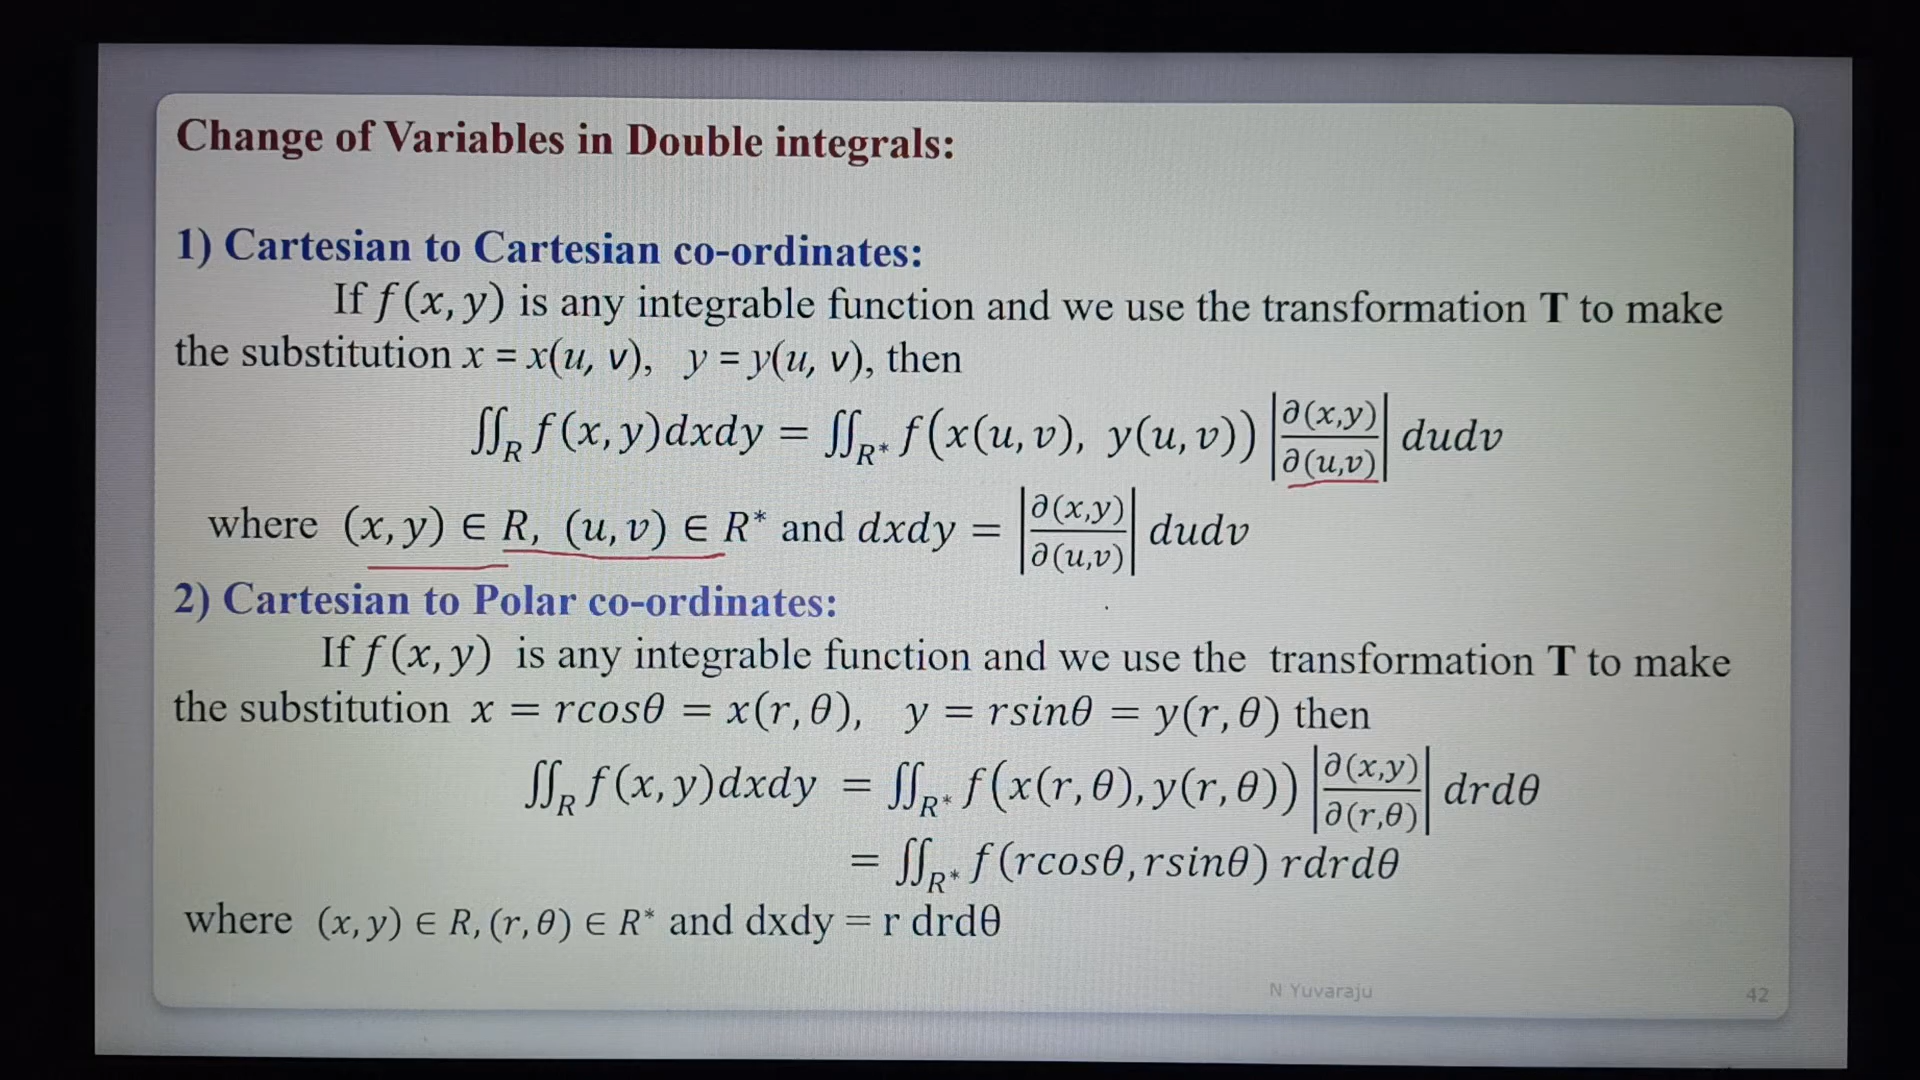 Change of Variables in Double integrals:
1) Cartesian to Cartesian co-ordinates:
If f(x, y) is any integrable function and we use the transformation T to make
the substitution x = x(u, v), y = y(u, v), then
∬_R f(x, y)dxdy = ∬_R* f(x(u, v), y(u, v)) |∂(x,y)/∂(u,v)| dudv
where (x, y) ∈ R, (u, v) ∈ R* and dxdy = |∂(x,y)/∂(u,v)| dudv
2) Cartesian to Polar co-ordinates:
If f(x, y) is any integrable function and we use the transformation T to make
the substitution x = rcosθ = x(r, θ), y = rsinθ = y(r, θ) then
∬_R f(x, y)dxdy = ∬_R* f(x(r, θ), y(r, θ)) |∂(x,y)/∂(r,θ)| drdθ
= ∬_R* f(rcosθ, rsinθ) rdrdθ
where (x, y) ∈ R, (r, θ) ∈ R* and dxdy = r drdθ
N Yuvaraju
42